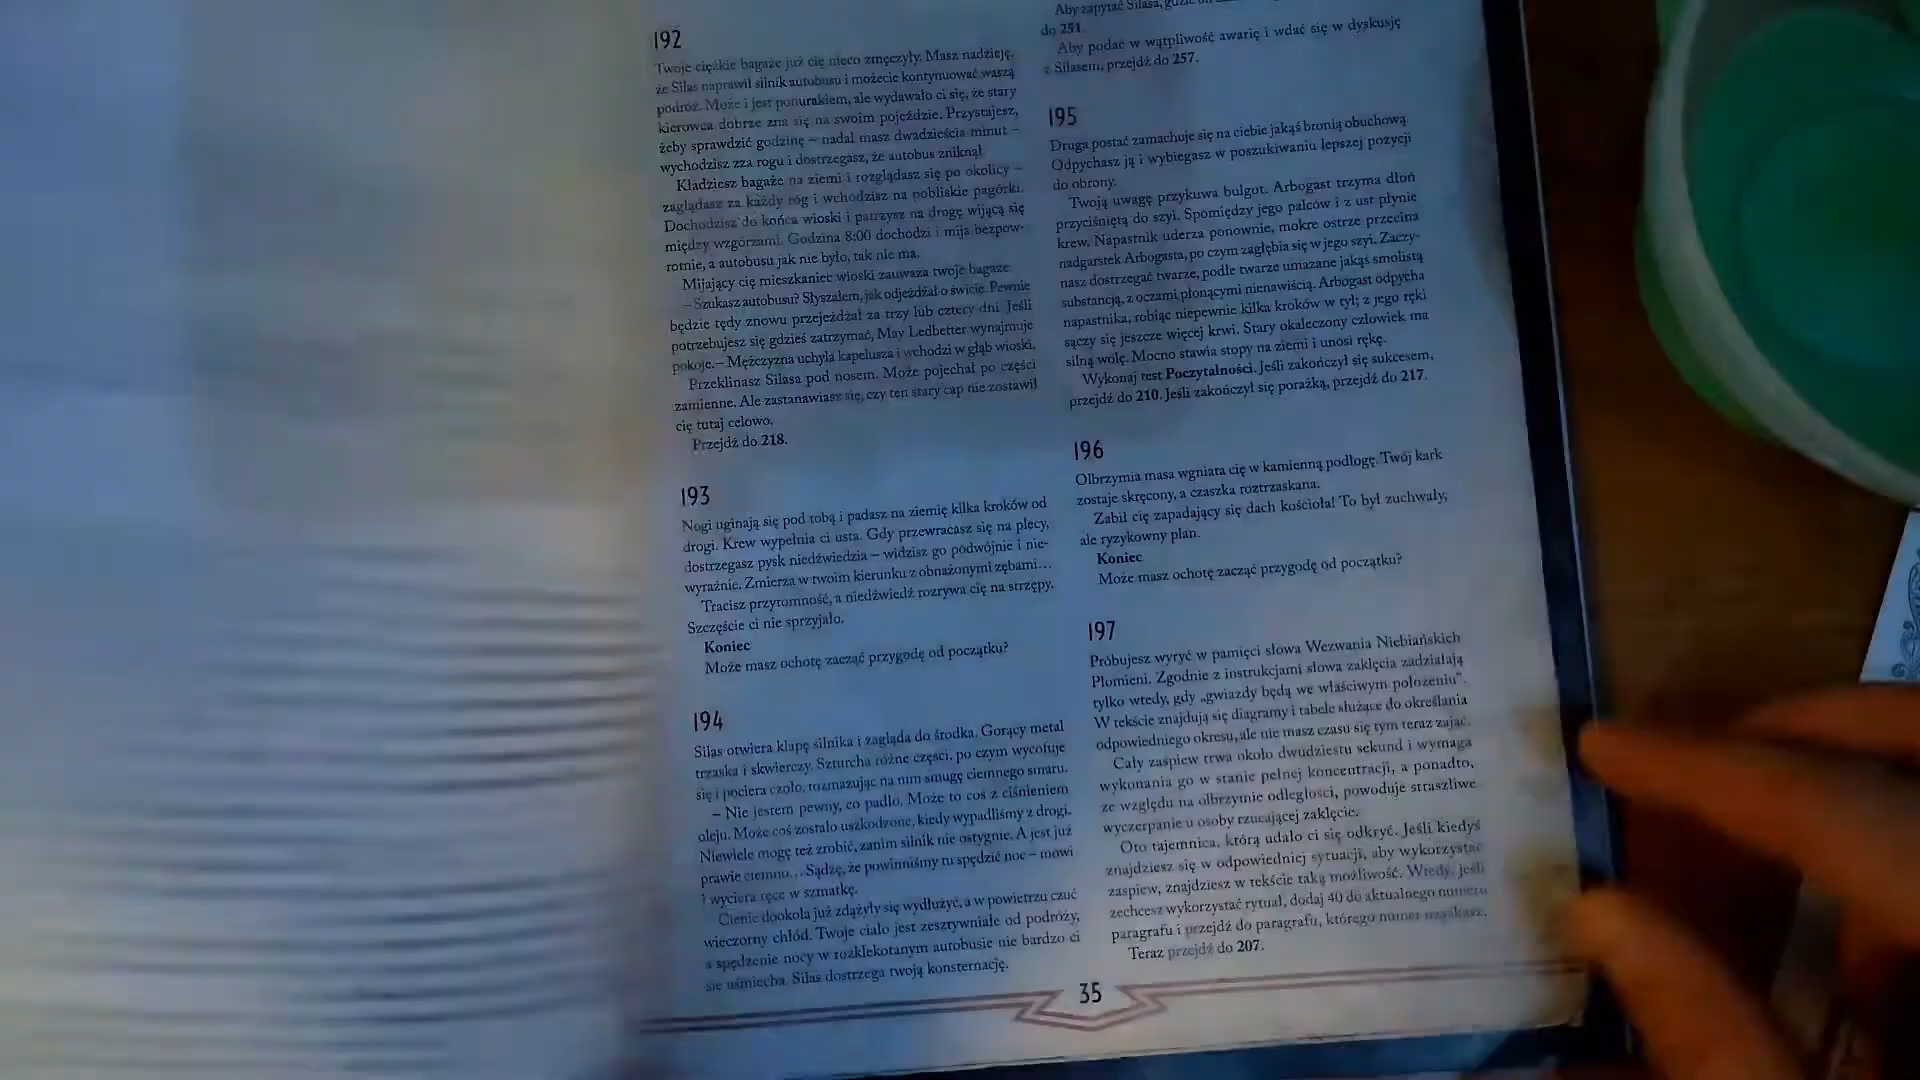 192
Twoje ciężkie bagaże już cię nieco zmęczyły. Masz nadzieję,
że Silas naprawił silnik autobusu i możecie kontynuować waszą
podróż. Może i jest ponurakiem, ale wydawało ci się, że stary
kierowca dobrze zna się na swoim pojeździe. Przystajesz,
żeby sprawdzić godzinę – nadal masz dwadzieścia minut –
wychodzisz zza rogu i dostrzegasz, że autobus zniknął.
Kładziesz bagaże na ziemi i rozglądasz się po okolicy –
zaglądasz za każdy róg i wchodzisz na pobliskie pagórki.
Dochodzisz do końca wioski i patrzysz na drogę wijącą się
między wzgórzami. Godzina 8:00 dochodzi i mija bezpow-
rotnie, a autobusu jak nie było, tak nie ma.
Mijający cię mieszkaniec wioski zauważa twoje bagaże.
– Szukasz autobusu? Słyszałem, jak odjeżdżał o świcie. Pewnie
będzie tędy znowu przejeżdżał za trzy lub cztery dni. Jeśli
potrzebujesz się gdzieś zatrzymać, May Ledbetter wynajmuje
pokoje. – Mężczyzna uchyla kapelusza i wchodzi w głąb wioski.
Przeklinasz Silasa pod nosem. Może pojechał po części
zamienne. Ale zastanawiasz się, czy ten stary cap nie zostawił
cię tutaj celowo.
Przejdź do 218.
193
Nogi uginają się pod tobą i padasz na ziemię kilka kroków od
drogi. Krew wypełnia ci usta. Gdy przewracasz się na plecy,
dostrzegasz pysk niedźwiedzia – widzisz go podwójnie i nie-
wyraźnie. Zmierza w twoim kierunku z obnażonymi zębami...
Tracisz przytomność, a niedźwiedź rozrywa cię na strzępy.
Szczęście ci nie sprzyjało.
Koniec
Może masz ochotę zacząć przygodę od początku?
194
Silas otwiera klapę silnika i zagląda do środka. Gorący metal
trzaska i skwierczy. Szturcha różne części, po czym wycofuje
się i pociera czoło, rozmazując na nim smugę ciemnego smaru.
– Nie jestem pewny, co padło. Może to coś z ciśnieniem
oleju. Może coś zostało uszkodzone, kiedy wypadliśmy z drogi.
Niewiele mogę też zrobić, zanim silnik nie ostygnie. A jest już
prawie ciemno... Sądzę, że powinniśmy tu spędzić noc – mówi
i wyciera ręce w szmatkę.
Cienie dookoła już zdążyły się wydłużyć, a w powietrzu czuć
wieczorny chłód. Twoje ciało jest zesztywniałe od podróży,
a spędzenie nocy w rozklekotanym autobusie nie bardzo ci
się uśmiecha. Silas dostrzega twoją konsternację.
Aby zapytać Silasa, gdzie
do 251.
Aby podać w wątpliwość awarię i wdać się w dyskusję
z Silasem, przejdź do 257.
195
Druga postać zamachuje się na ciebie jakąś bronią obuchową.
Odpychasz ją i wybiegasz w poszukiwaniu lepszej pozycji
do obrony.
Twoją uwagę przykuwa bulgot. Arbogast trzyma dłoń
przyciśniętą do szyi. Spomiędzy jego palców i z ust płynie
krew. Napastnik uderza ponownie, mokre ostrze przecina
nadgarstek Arbogasta, po czym zagłębia się w jego szyi. Zaczy-
nasz dostrzegać twarze, podłe twarze umazane jakąś smolistą
substancją, z oczami płonącymi nienawiścią. Arbogast odpycha
napastnika, robiąc niepewnie kilka kroków w tył; z jego ręki
sączy się jeszcze więcej krwi. Stary okaleczony człowiek ma
silną wolę. Mocno stawia stopy na ziemi i unosi rękę.
Wykonaj test Poczytalności. Jeśli zakończył się sukcesem,
przejdź do 210. Jeśli zakończył się porażką, przejdź do 217.
196
Olbrzymia masa wgniata cię w kamienną podłogę. Twój kark
zostaje skręcony, a czaszka roztrzaskana.
Zabił cię zapadający się dach kościoła! To był zuchwały,
ale ryzykowny plan.
Koniec
Może masz ochotę zacząć przygodę od początku?
197
Próbujesz wyryć w pamięci słowa Wezwania Niebiańskich
Płomieni. Zgodnie z instrukcjami słowa zaklęcia zadziałają
tylko wtedy, gdy „gwiazdy będą we właściwym położeniu".
W tekście znajdują się diagramy i tabele służące do określania
odpowiedniego okresu, ale nie masz czasu się tym teraz zająć.
Cały zaśpiew trwa około dwudziestu sekund i wymaga
wykonania go w stanie pełnej koncentracji, a ponadto,
ze względu na olbrzymie odległości, powoduje straszliwe
wyczerpanie u osoby rzucającej zaklęcie.
Oto tajemnica, którą udało ci się odkryć. Jeśli kiedyś
znajdziesz się w odpowiedniej sytuacji, aby wykorzystać
zaśpiew, znajdziesz w tekście taką możliwość. Wtedy, jeśli
zechcesz wykorzystać rytuał, dodaj 40 do aktualnego numeru
paragrafu i przejdź do paragrafu, którego numer uzyskasz.
Teraz przejdź do 207.
35